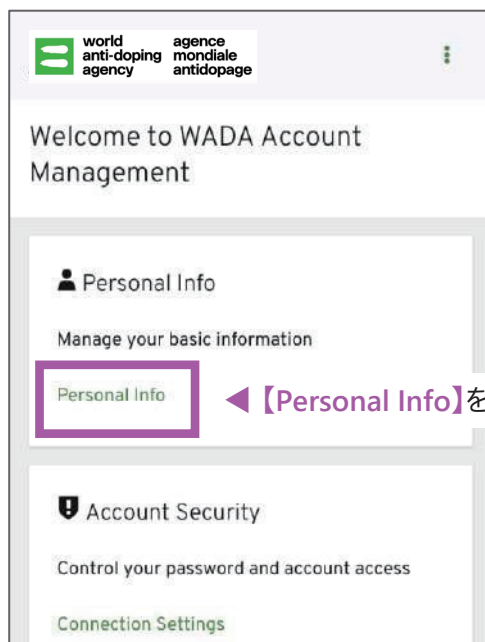 world agence
anti-doping mondiale
agency antidopage
Welcome to WADA Account
Management
Personal Info
Manage your basic information
Personal Info
◀【Personal Info】を
Account Security
Control your password and account access
Connection Settings